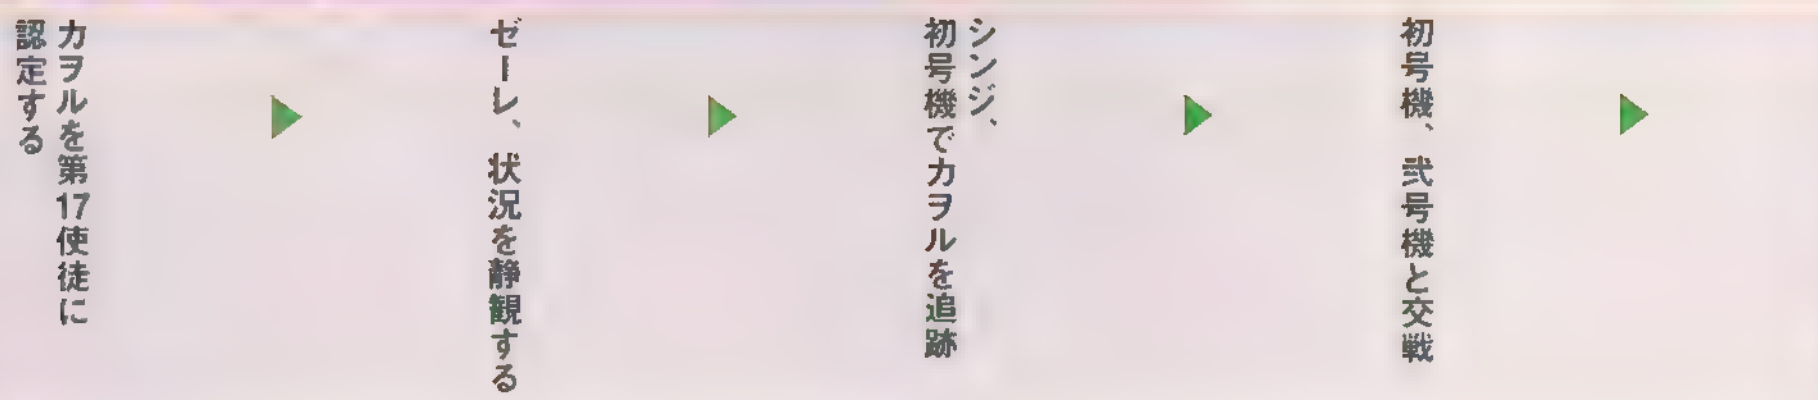 カヲルを第17使徒に
認定する
ゼーレ、状況を静観する
シンジ、
初号機でカヲルを追跡
初号機、弐号機と交戦